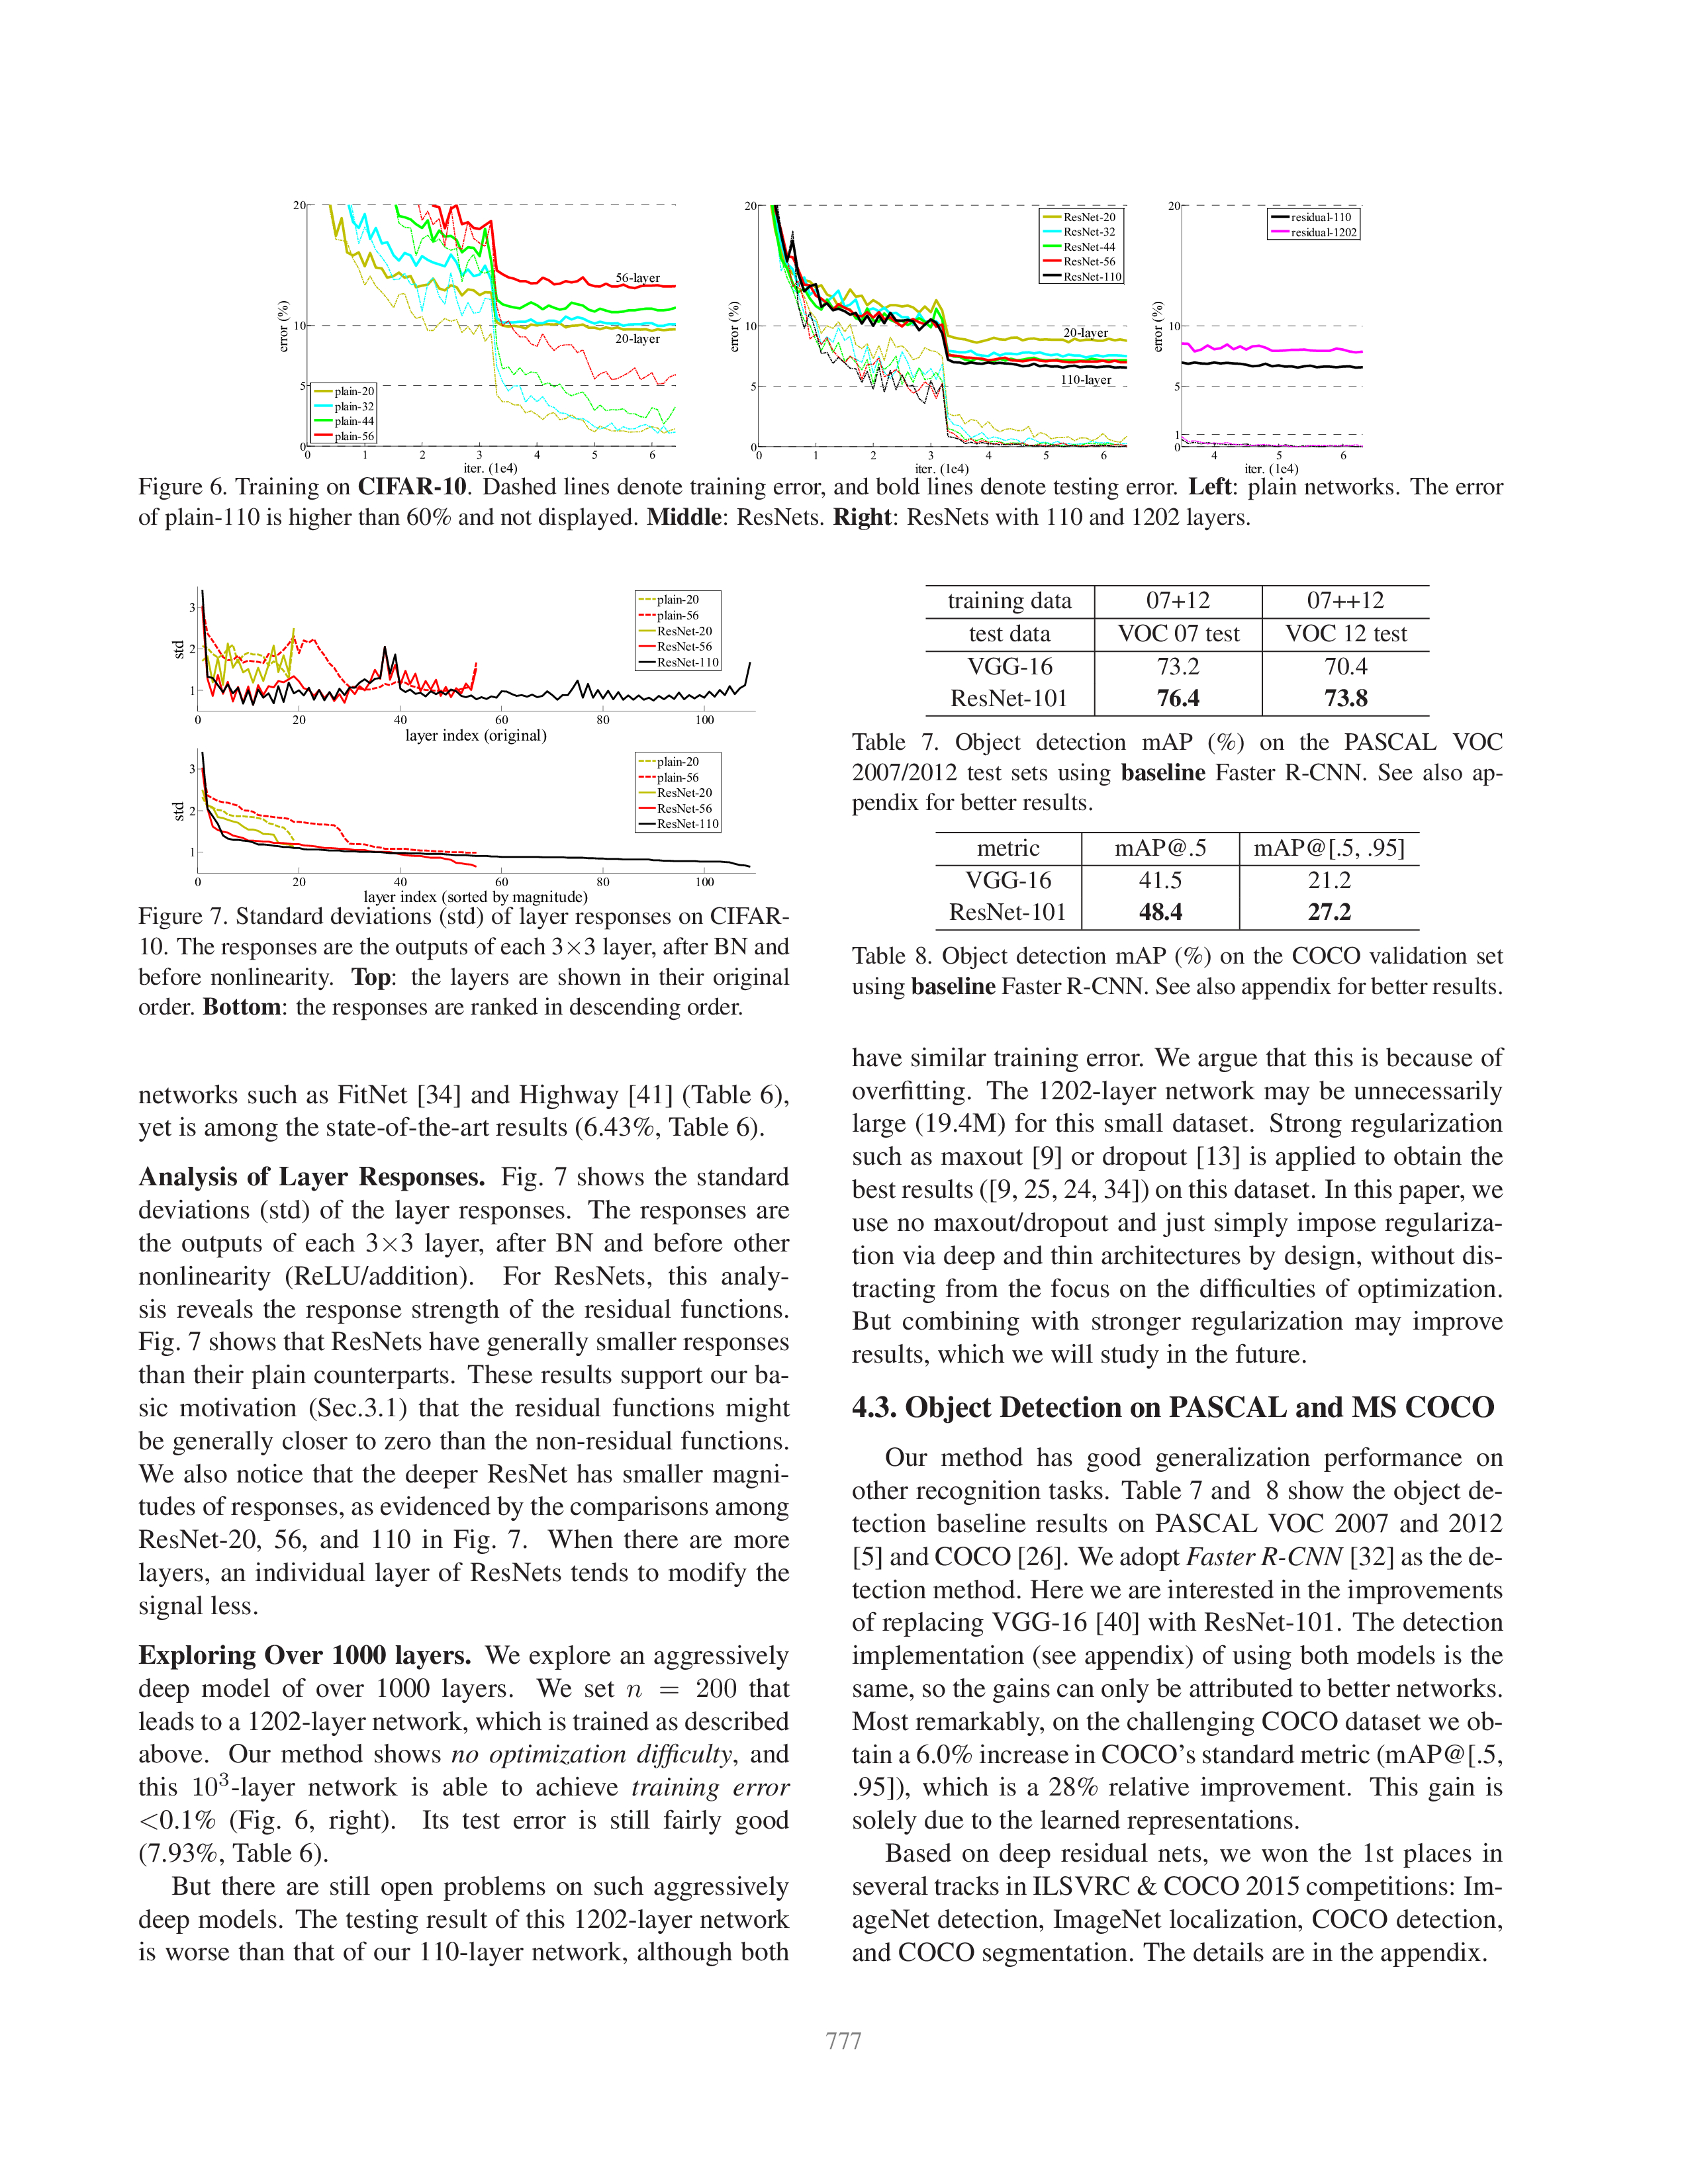 20
10
5
0
error (%)
0 1 2 3 4 5 6
iter. (1e4)
56-layer
20-layer
plain-20
plain-32
plain-44
plain-56
20
10
5
0
error (%)
0 1 2 3 4 5 6
iter. (1e4)
ResNet-20
ResNet-32
ResNet-44
ResNet-56
ResNet-110
20-layer
110-layer
20
10
5
1
0
error (%)
4 5 6
iter. (1e4)
residual-110
residual-1202
Figure 6. Training on CIFAR-10. Dashed lines denote training error, and bold lines denote testing error. Left: plain networks. The error
of plain-110 is higher than 60% and not displayed. Middle: ResNets. Right: ResNets with 110 and 1202 layers.
3
2
1
std
0 20 40 60 80 100
layer index (original)
plain-20
plain-56
ResNet-20
ResNet-56
ResNet-110
3
2
1
std
0 20 40 60 80 100
layer index (sorted by magnitude)
plain-20
plain-56
ResNet-20
ResNet-56
ResNet-110
Figure 7. Standard deviations (std) of layer responses on CIFAR-
10. The responses are the outputs of each 3×3 layer, after BN and
before nonlinearity. Top: the layers are shown in their original
order. Bottom: the responses are ranked in descending order.
networks such as FitNet [34] and Highway [41] (Table 6),
yet is among the state-of-the-art results (6.43%, Table 6).
Analysis of Layer Responses. Fig. 7 shows the standard
deviations (std) of the layer responses. The responses are
the outputs of each 3×3 layer, after BN and before other
nonlinearity (ReLU/addition). For ResNets, this analy-
sis reveals the response strength of the residual functions.
Fig. 7 shows that ResNets have generally smaller responses
than their plain counterparts. These results support our ba-
sic motivation (Sec.3.1) that the residual functions might
be generally closer to zero than the non-residual functions.
We also notice that the deeper ResNet has smaller magni-
tudes of responses, as evidenced by the comparisons among
ResNet-20, 56, and 110 in Fig. 7. When there are more
layers, an individual layer of ResNets tends to modify the
signal less.
Exploring Over 1000 layers. We explore an aggressively
deep model of over 1000 layers. We set n = 200 that
leads to a 1202-layer network, which is trained as described
above. Our method shows no optimization difficulty, and
this 10³-layer network is able to achieve training error
<0.1% (Fig. 6, right). Its test error is still fairly good
(7.93%, Table 6).
But there are still open problems on such aggressively
deep models. The testing result of this 1202-layer network
is worse than that of our 110-layer network, although both
training data 07+12 07++12
test data VOC 07 test VOC 12 test
VGG-16 73.2 70.4
ResNet-101 76.4 73.8
Table 7. Object detection mAP (%) on the PASCAL VOC
2007/2012 test sets using baseline Faster R-CNN. See also ap-
pendix for better results.
metric mAP@.5 mAP@[.5, .95]
VGG-16 41.5 21.2
ResNet-101 48.4 27.2
Table 8. Object detection mAP (%) on the COCO validation set
using baseline Faster R-CNN. See also appendix for better results.
have similar training error. We argue that this is because of
overfitting. The 1202-layer network may be unnecessarily
large (19.4M) for this small dataset. Strong regularization
such as maxout [9] or dropout [13] is applied to obtain the
best results ([9, 25, 24, 34]) on this dataset. In this paper, we
use no maxout/dropout and just simply impose regulariza-
tion via deep and thin architectures by design, without dis-
tracting from the focus on the difficulties of optimization.
But combining with stronger regularization may improve
results, which we will study in the future.
4.3. Object Detection on PASCAL and MS COCO
Our method has good generalization performance on
other recognition tasks. Table 7 and 8 show the object de-
tection baseline results on PASCAL VOC 2007 and 2012
[5] and COCO [26]. We adopt Faster R-CNN [32] as the de-
tection method. Here we are interested in the improvements
of replacing VGG-16 [40] with ResNet-101. The detection
implementation (see appendix) of using both models is the
same, so the gains can only be attributed to better networks.
Most remarkably, on the challenging COCO dataset we ob-
tain a 6.0% increase in COCO's standard metric (mAP@[.5,
.95]), which is a 28% relative improvement. This gain is
solely due to the learned representations.
Based on deep residual nets, we won the 1st places in
several tracks in ILSVRC & COCO 2015 competitions: Im-
ageNet detection, ImageNet localization, COCO detection,
and COCO segmentation. The details are in the appendix.
777